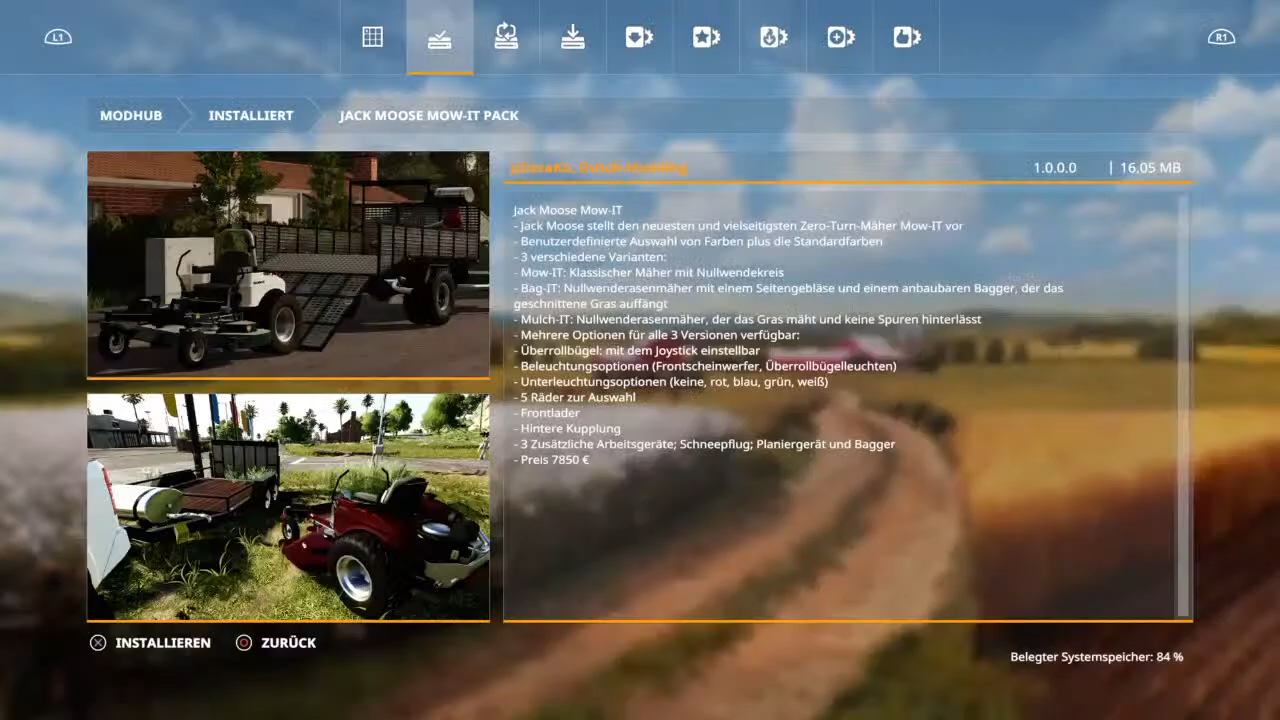 L1
R1
MODHUB
INSTALLIERT
JACK MOOSE MOW-IT PACK
Dutch Modding
1.0.0.0 | 16,05 MB
Jack Moose Mow-IT
- Jack Moose stellt den neuesten und vielseitigsten Zero-Turn-Mäher Mow-IT vor
- Benutzerdefinierte Auswahl von Farben plus die Standardfarben
- 3 verschiedene Varianten:
- Mow-IT: Klassischer Mäher mit Nullwendekreis
- Bag-IT: Nullwenderasenmäher mit einem Seitengebläse und einem anbaubaren Bagger, der das
geschnittene Gras auffängt
- Mulch-IT: Nullwenderasenmäher, der das Gras mäht und keine Spuren hinterlässt
- Mehrere Optionen für alle 3 Versionen verfügbar:
- Überrollbügel: mit dem Joystick einstellbar
- Beleuchtungsoptionen (Frontscheinwerfer, Überrollbügelleuchten)
- Unterleuchtungsoptionen (keine, rot, blau, grün, weiß)
- 5 Räder zur Auswahl
- Frontlader
- Hintere Kupplung
- 3 Zusätzliche Arbeitsgeräte; Schneepflug; Planiergerät und Bagger
- Preis 7850 €
INSTALLIEREN
ZURÜCK
Belegter Systemspeicher: 84 %